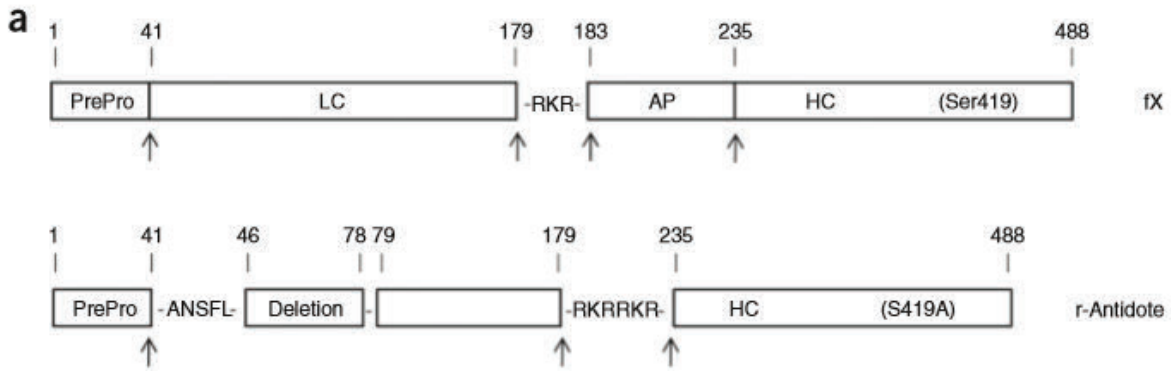 a
1 41 179 183 235 488
PrePro LC -RKR- AP HC (Ser419) fX
1 41 46 78 79 179 235 488
PrePro -ANSFL- Deletion - -RKRRKR- HC (S419A) r-Antidote